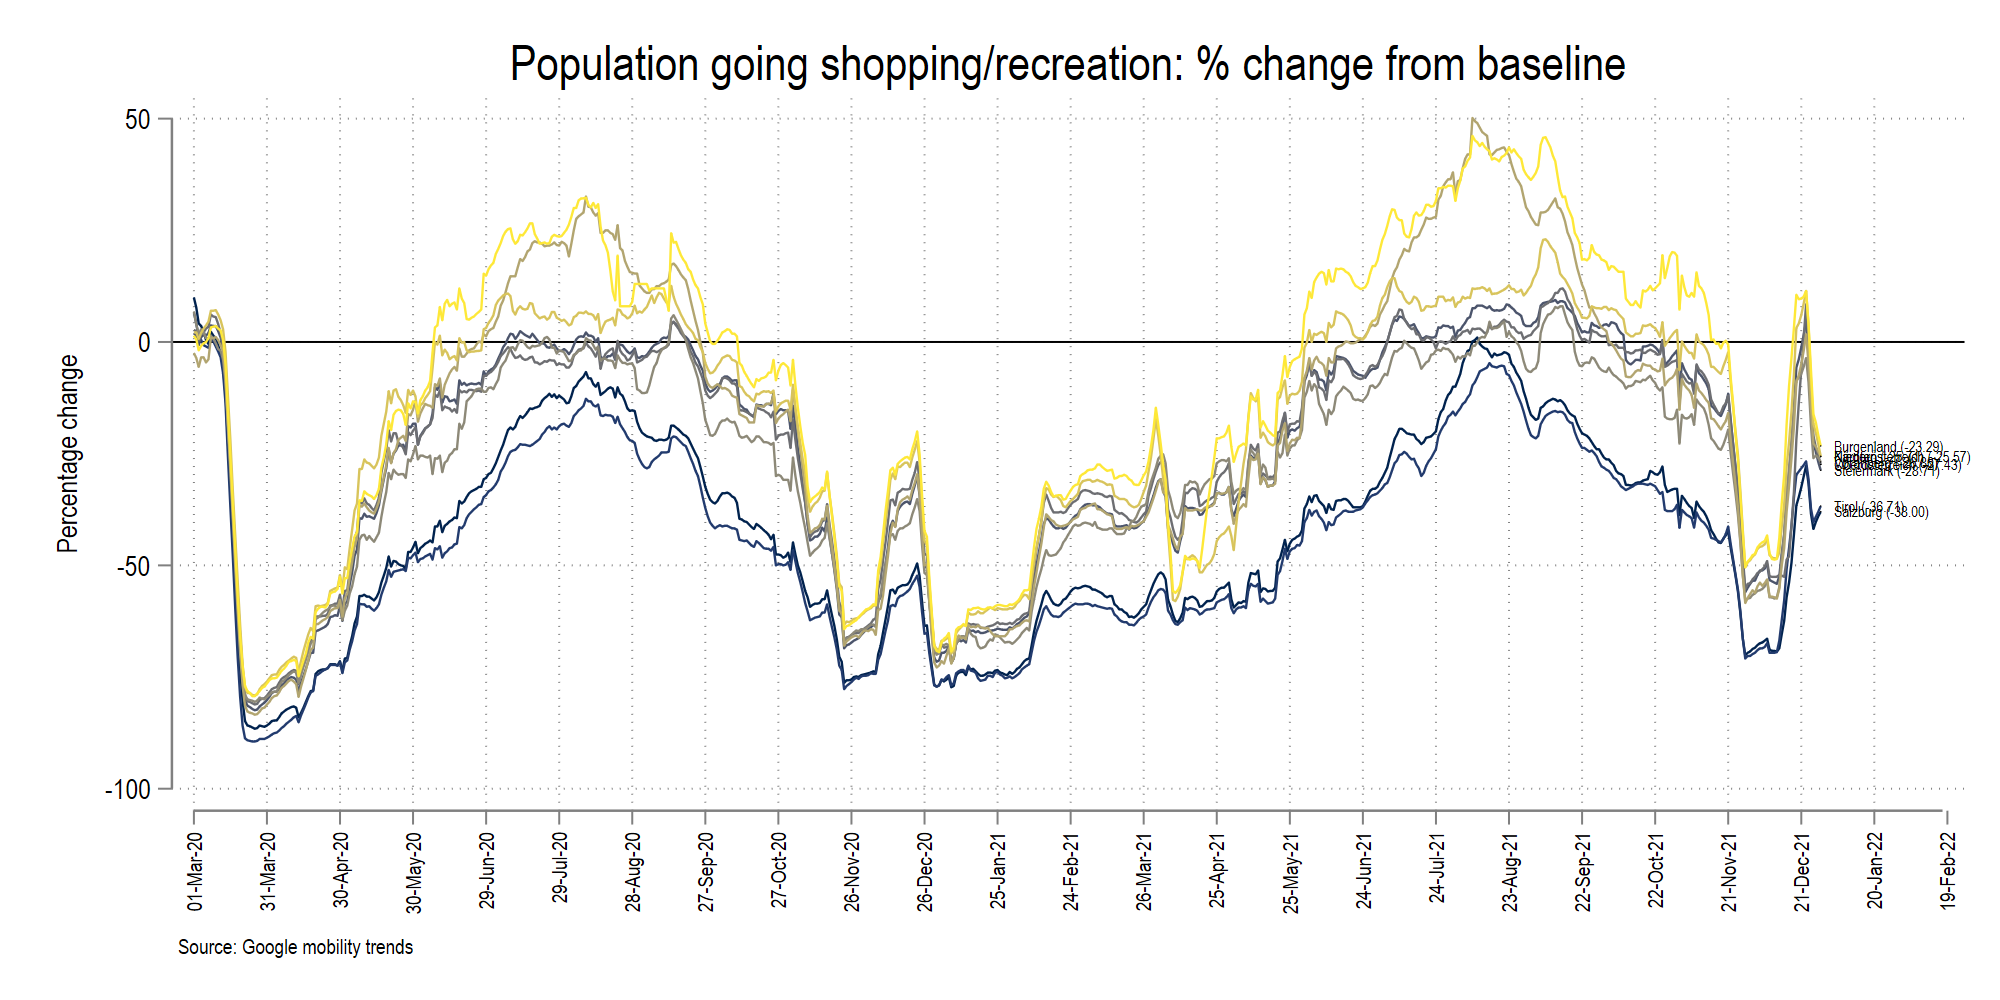 Population going shopping/recreation: % change from baseline
Percentage change
50
0
-50
-100
Burgenland (-23.29)
Steiermark (-28.71)
Tirol (-36.71)
Salzburg (-38.00)
01-Mar-20
31-Mar-20
30-Apr-20
30-May-20
29-Jun-20
29-Jul-20
28-Aug-20
27-Sep-20
27-Oct-20
26-Nov-20
26-Dec-20
25-Jan-21
24-Feb-21
26-Mar-21
25-Apr-21
25-May-21
24-Jun-21
24-Jul-21
23-Aug-21
22-Sep-21
22-Oct-21
21-Nov-21
21-Dec-21
20-Jan-22
19-Feb-22
Source: Google mobility trends